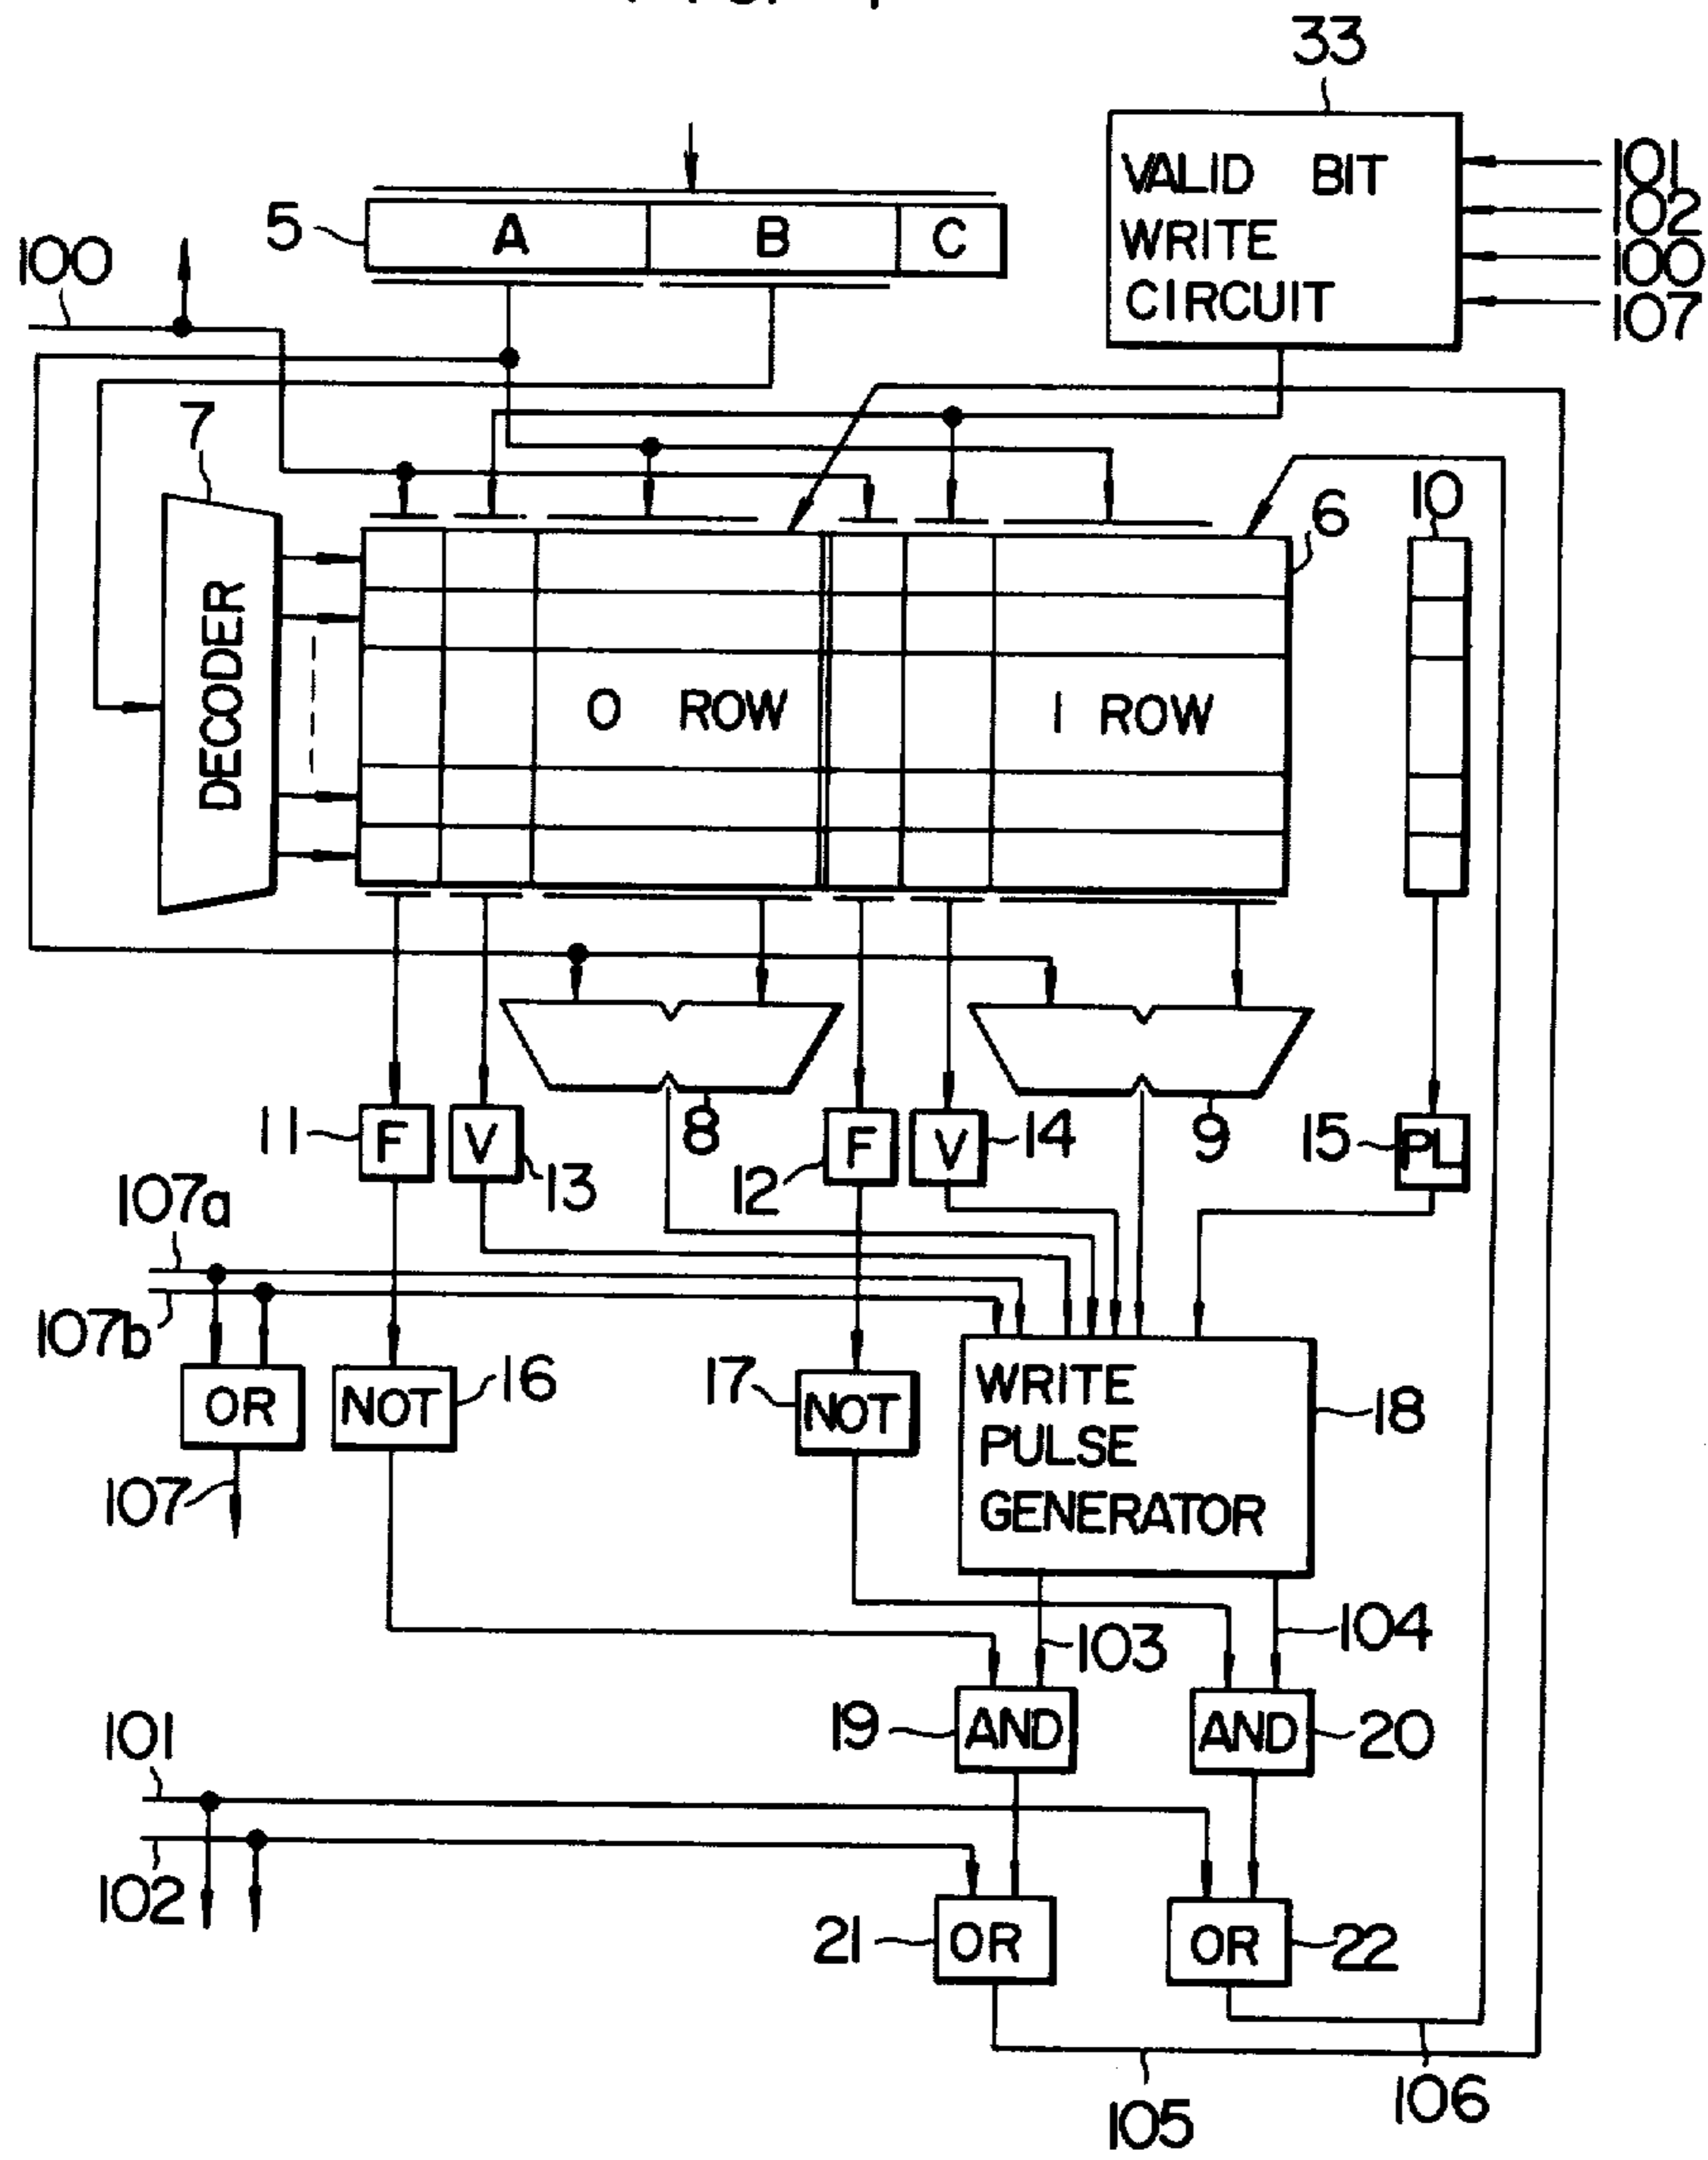 33
VALID BIT
WRITE
CIRCUIT
101
102
100
107
5
A
B
C
100
7
DECODER
0 ROW
1 ROW
6
10
11
F
V
13
8
12
F
V
14
9
15
PL
107a
107b
OR
107
NOT
16
17
NOT
WRITE
PULSE
GENERATOR
18
103
104
19
AND
AND
20
101
102
21
OR
OR
22
105
106